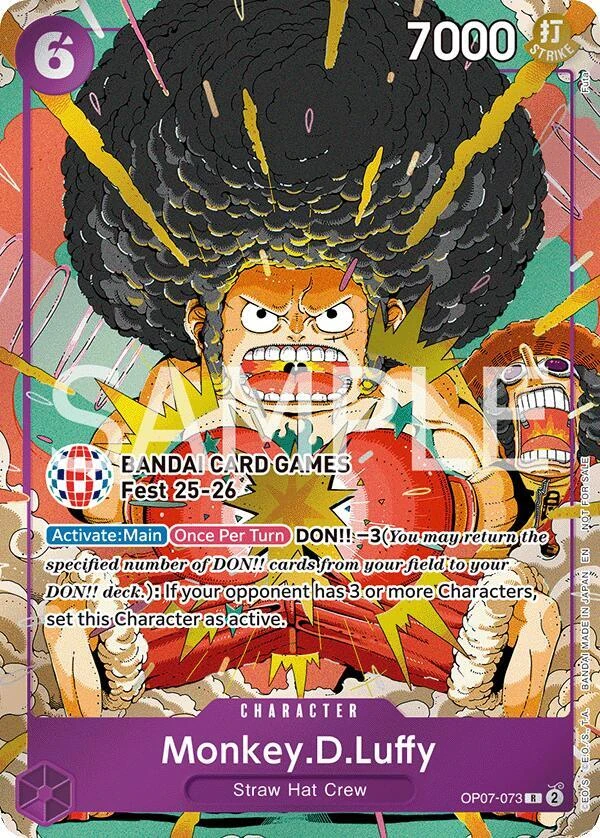 6
7000
打
STRIKE
Futa
SAMPLE
BANDAI CARD GAMES
Fest 25-26
Activate:Main Once Per Turn DON!! −3(You may return the
specified number of DON!! cards from your field to your
DON!! deck.): If your opponent has 3 or more Characters,
set this Character as active.
BANDAI MADE IN JAPAN EN NOT FOR SALE
CHARACTER
Monkey.D.Luffy
Straw Hat Crew
OP07-073 R 2